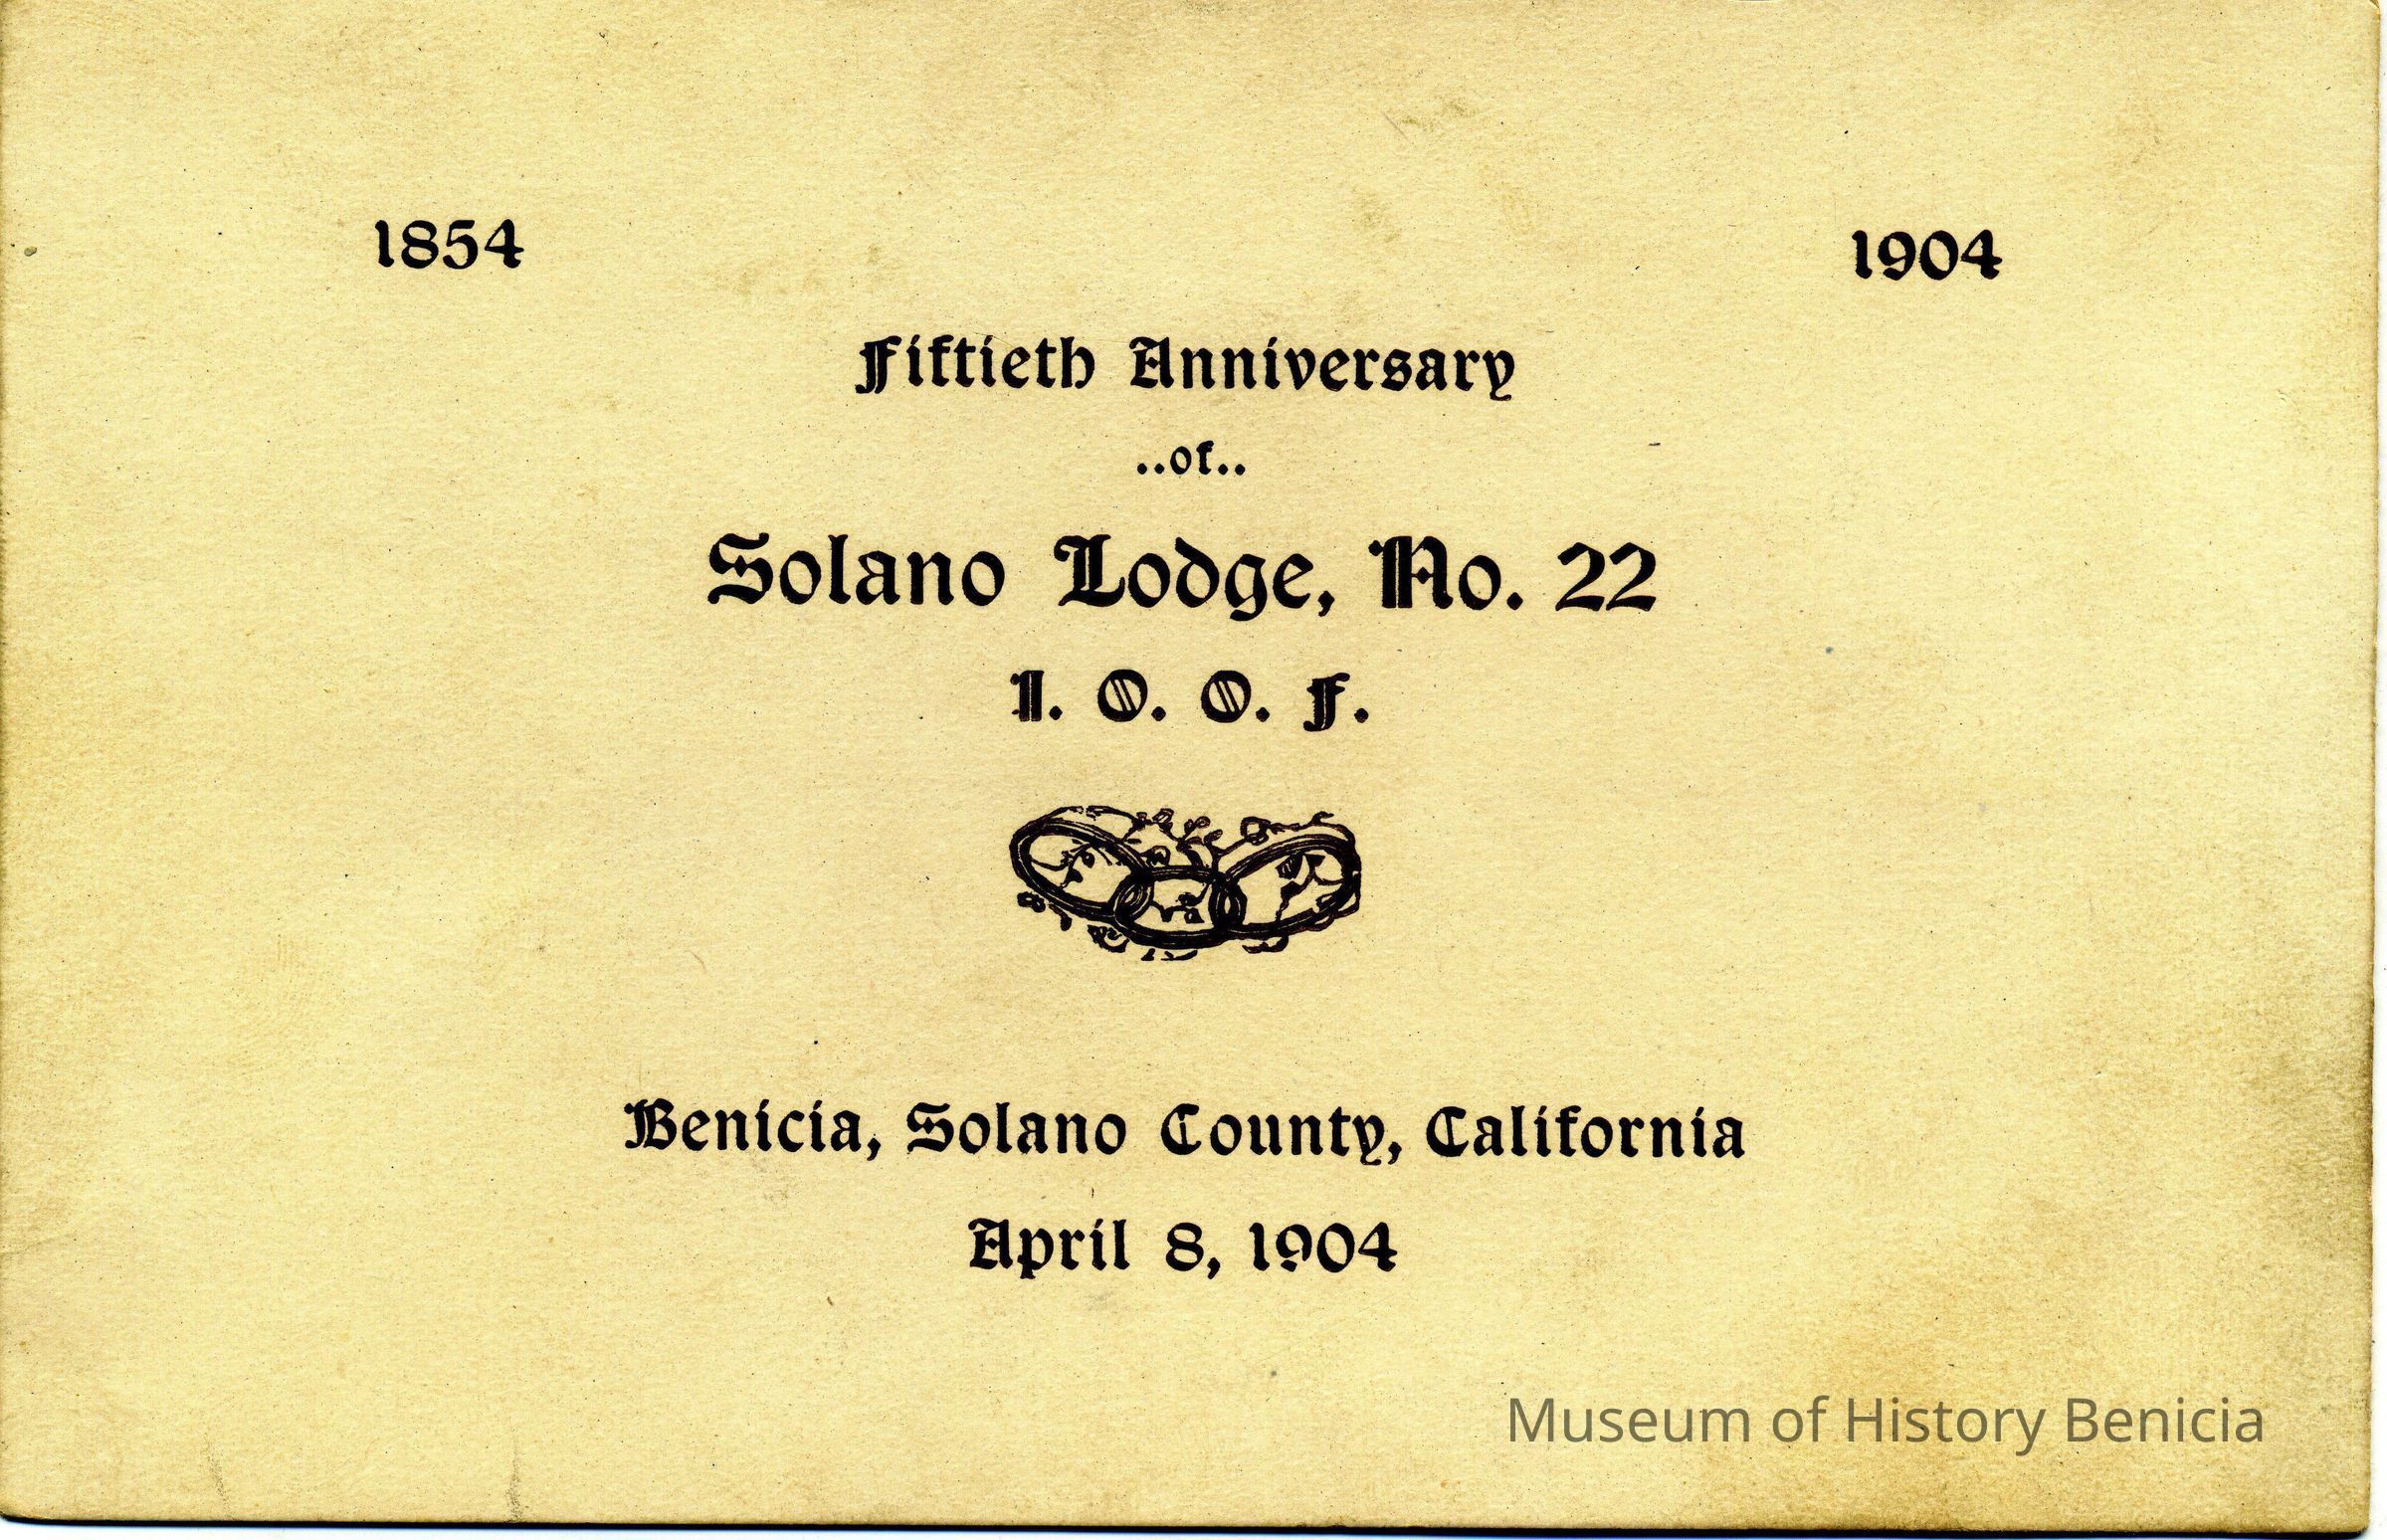 1854 1904
Fiftieth Anniversary
..of..
Solano Lodge, No. 22
I. O. O. F.
Benicia, Solano County, California
April 8, 1904
Museum of History Benicia